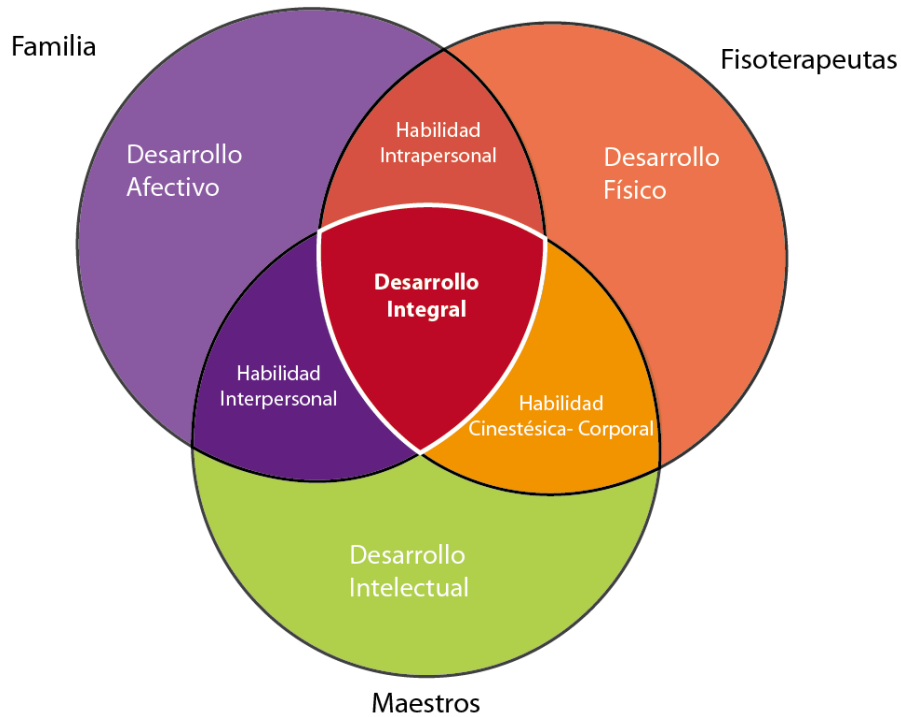 Familia
Fisoterapeutas
Habilidad
Intrapersonal
Desarrollo
Afectivo
Desarrollo
Físico
Desarrollo
Integral
Habilidad
Interpersonal
Habilidad
Cinestésica- Corporal
Desarrollo
Intelectual
Maestros